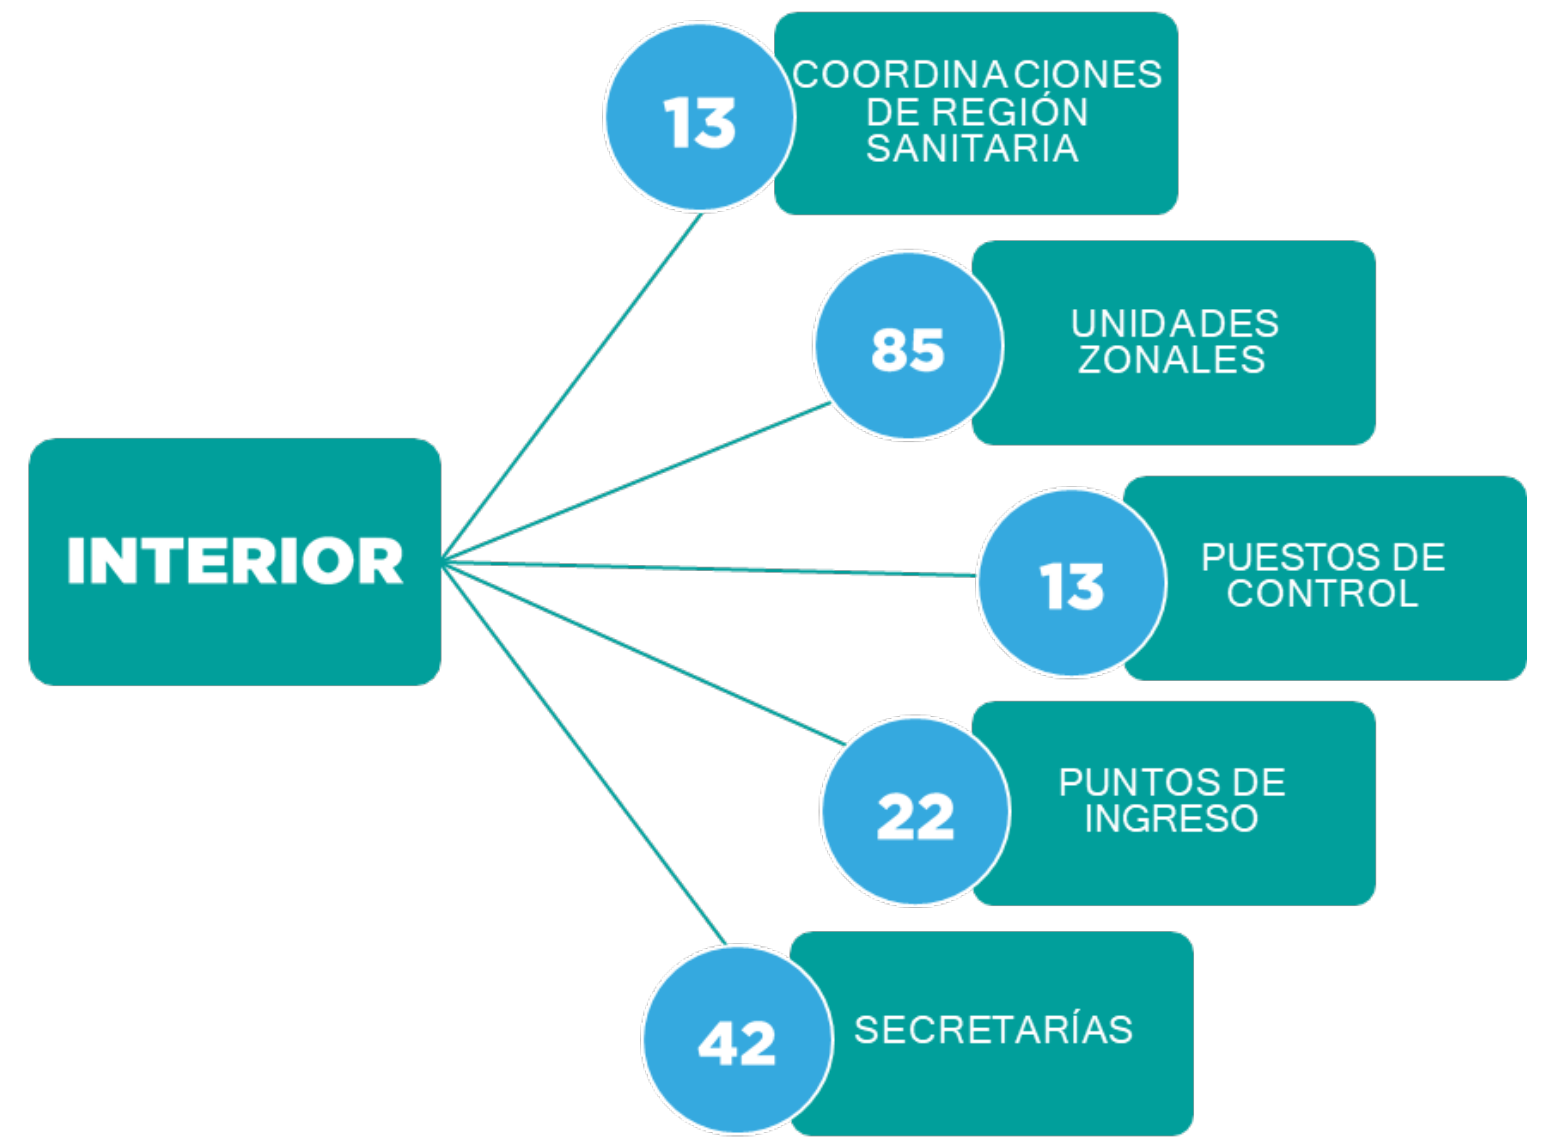 13
COORDINACIONES
DE REGIÓN
SANITARIA
85
UNIDADES
ZONALES
INTERIOR
13
PUESTOS DE
CONTROL
22
PUNTOS DE
INGRESO
42
SECRETARÍAS